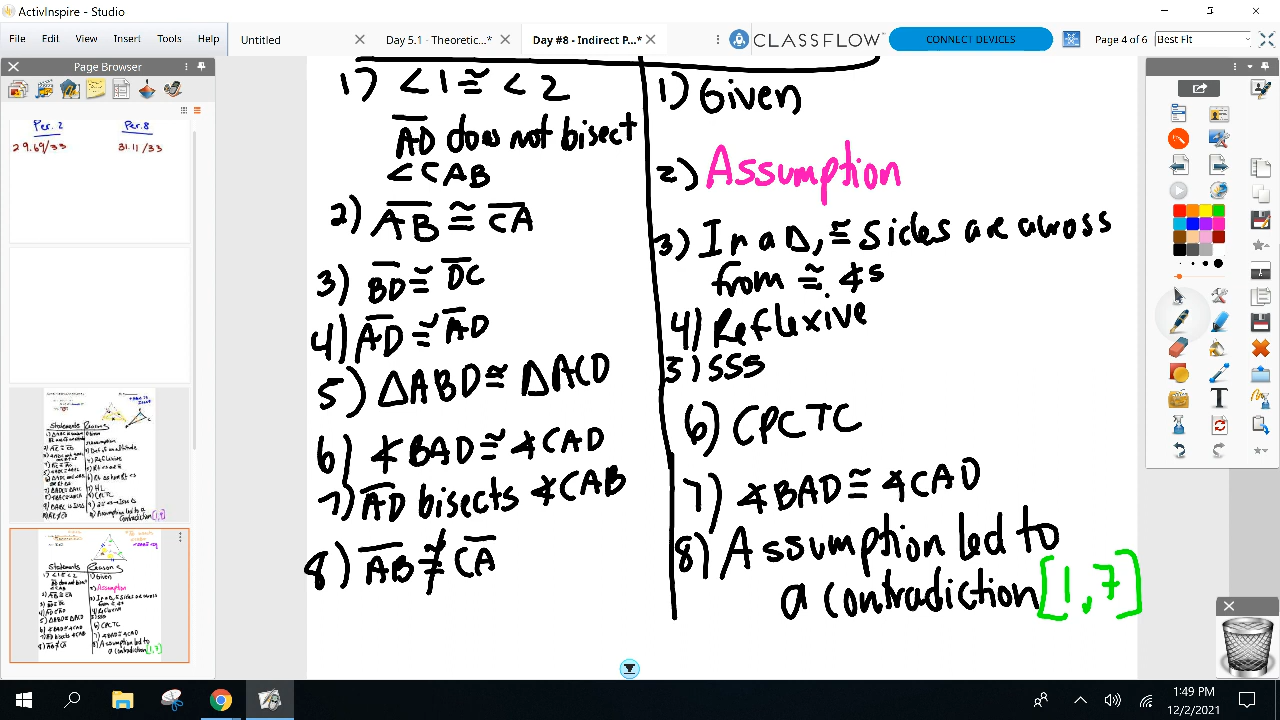 ActivInspire - Studio
File Edit View Insert Tools Help
Untitled
Day 5.1 - Theoretic...*
Day #8 - Indirect P...*
CLASSFLOW
CONNECT DEVICES
Page 4 of 6
Best Fit
Page Browser
Per. 2 Per. 8
29.69/33 31.11/33
1) <1 ≅ <2
AD does not bisect
<CAB
2) AB ≅ CA
3) BD ≅ DC
4) AD ≅ AD
5) △ABD ≅ △ACD
6) ∡BAD ≅ ∡CAD
7) AD bisects ∡CAB
8) AB ≇ CA
1) Given
2) Assumption
3) In a △, ≅ sides are across
from ≅ ∡s
4) Reflexive
5) SSS
6) CPCTC
7) ∡BAD ≅ ∡CAD
8) Assumption led to
a contradiction [1,7]
Statements Reasons
1:49 PM
12/2/2021